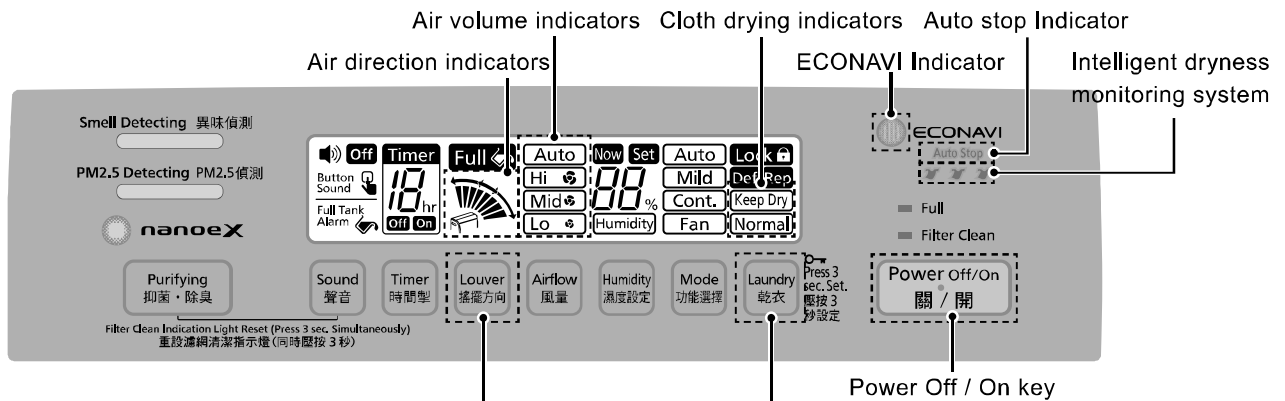 Air volume indicators
Cloth drying indicators
Auto stop Indicator
Air direction indicators
ECONAVI Indicator
Intelligent dryness
monitoring system
Smell Detecting 異味偵測
PM2.5 Detecting PM2.5偵測
nanoeX
Off
Button
Sound
Full Tank
Alarm
Timer
18 hr
Off On
Full
Auto
Hi
Mid
Lo
Now Set
88 %
Humidity
Auto
Mild
Cont.
Fan
Lock
Def Rep
Keep Dry
Normal
ECONAVI
Auto Stop
Full
Filter Clean
Purifying
抑菌・除臭
Sound
聲音
Timer
時間掣
Louver
搖擺方向
Airflow
風量
Humidity
濕度設定
Mode
功能選擇
Laundry
乾衣
Press 3
sec. Set.
壓按 3
秒設定
Power Off/On
關 / 開
Filter Clean Indication Light Reset (Press 3 sec. Simultaneously)
重設濾網清潔指示燈(同時壓按 3 秒)
Power Off / On key